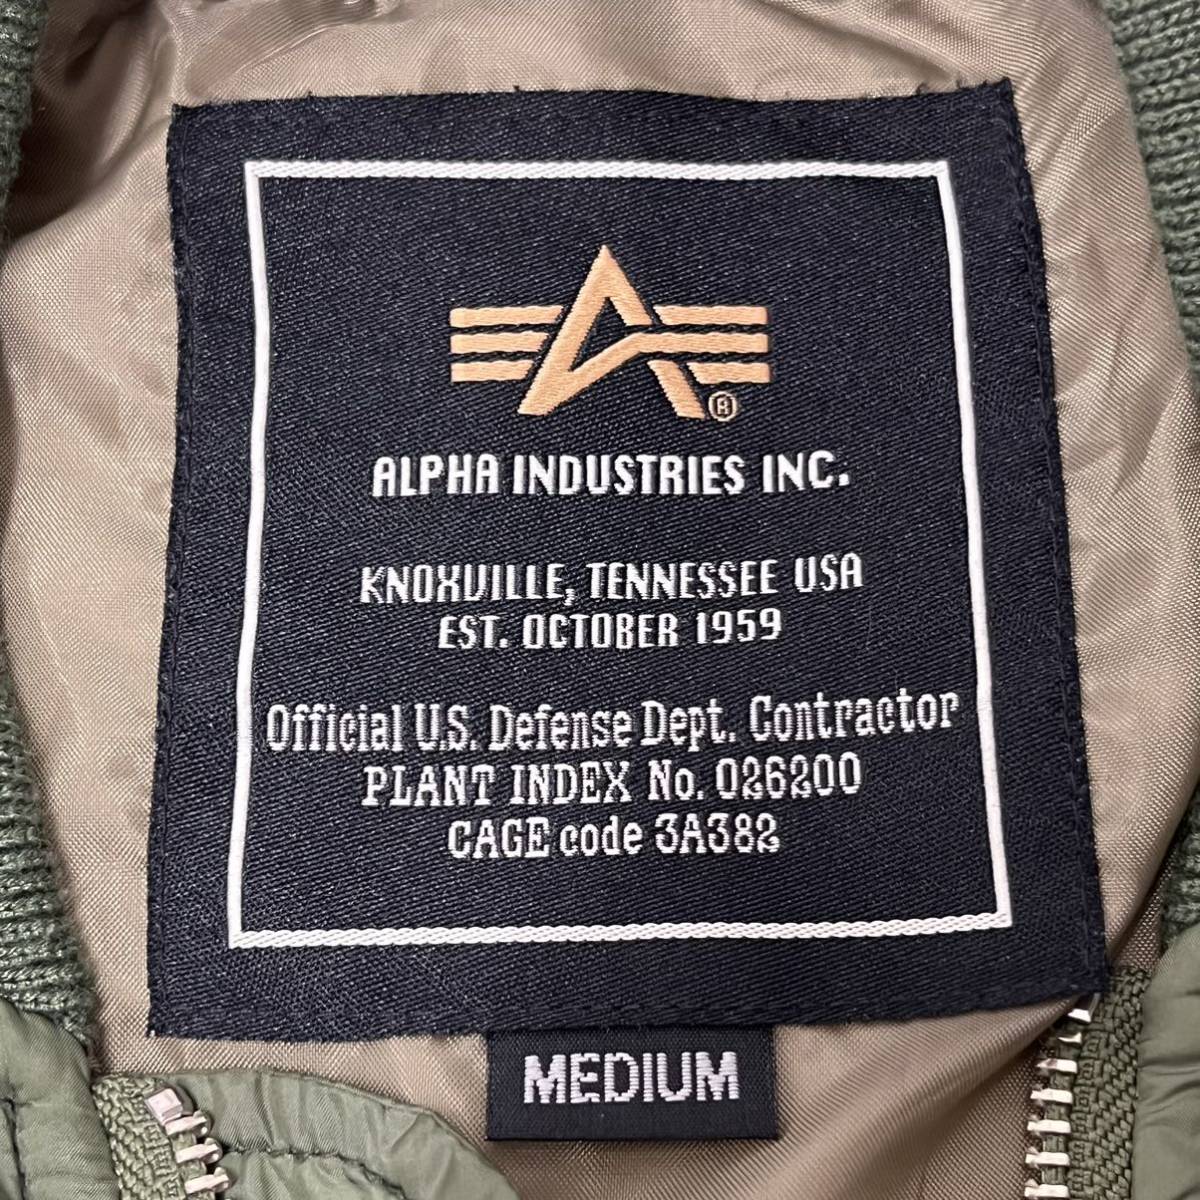 ALPHA INDUSTRIES INC.
KNOXVILLE, TENNESSEE USA
EST. OCTOBER 1959
Official U.S. Defense Dept. Contractor
PLANT INDEX No. 026200
CAGE code 3A382
MEDIUM